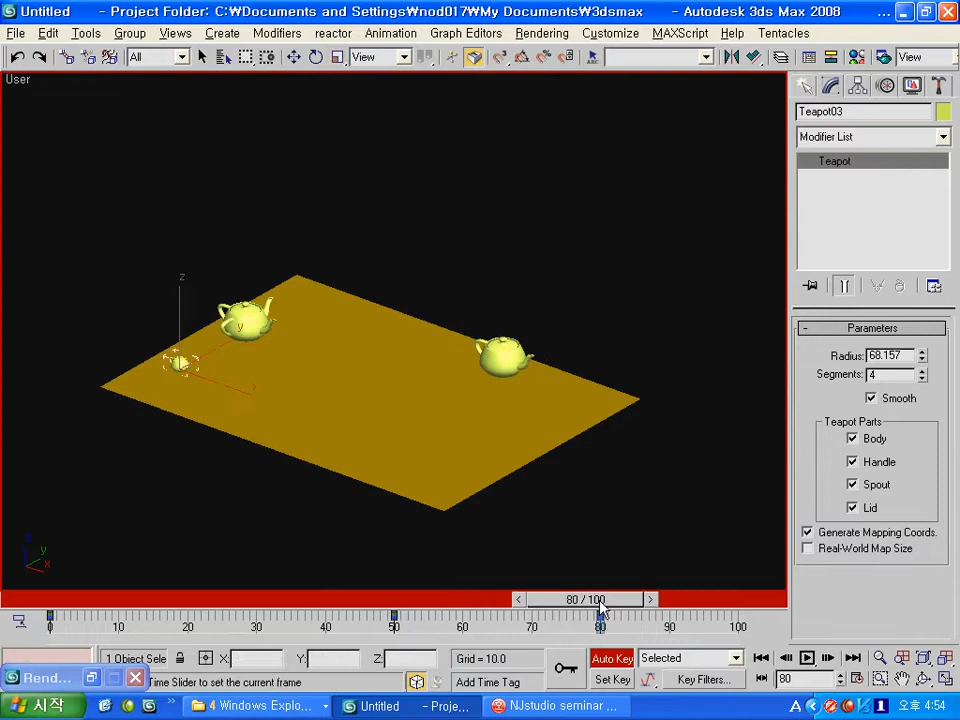 Untitled - Project Folder: C:₩Documents and Settings₩nod017₩My Documents₩3dsmax - Autodesk 3ds Max 2008 ...
File Edit Tools Group Views Create Modifiers reactor Animation Graph Editors Rendering Customize MAXScript Help Tentacles
All View View
User
Teapot03
Modifier List
Teapot
Parameters
Radius: 68.157
Segments: 4
Smooth
Teapot Parts
Body
Handle
Spout
Lid
Generate Mapping Coords.
Real-World Map Size
z
y
z y x
< 80 / 100 >
0 10 20 30 40 50 60 70 80 90 100
1 Object Sele X: Y: Z: Grid = 10.0 Auto Key Selected
Rend... Time Slider to set the current frame Add Time Tag Set Key Key Filters... 80
시작 4 Windows Explo... Untitled - Proje... NJstudio seminar ... A 오후 4:54